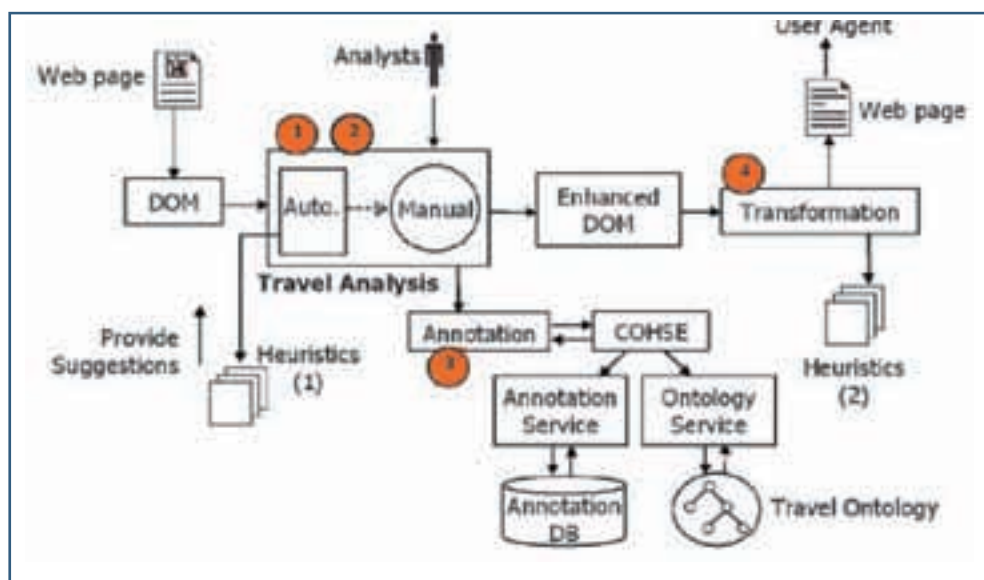 User Agent
Analysts
Web page
Web page
1
2
4
DOM
Auto.
Manual
Enhanced
DOM
Transformation
Travel Analysis
Provide
Suggestions
Heuristics
(1)
Annotation
3
COHSE
Heuristics
(2)
Annotation
Service
Ontology
Service
Annotation
DB
Travel Ontology